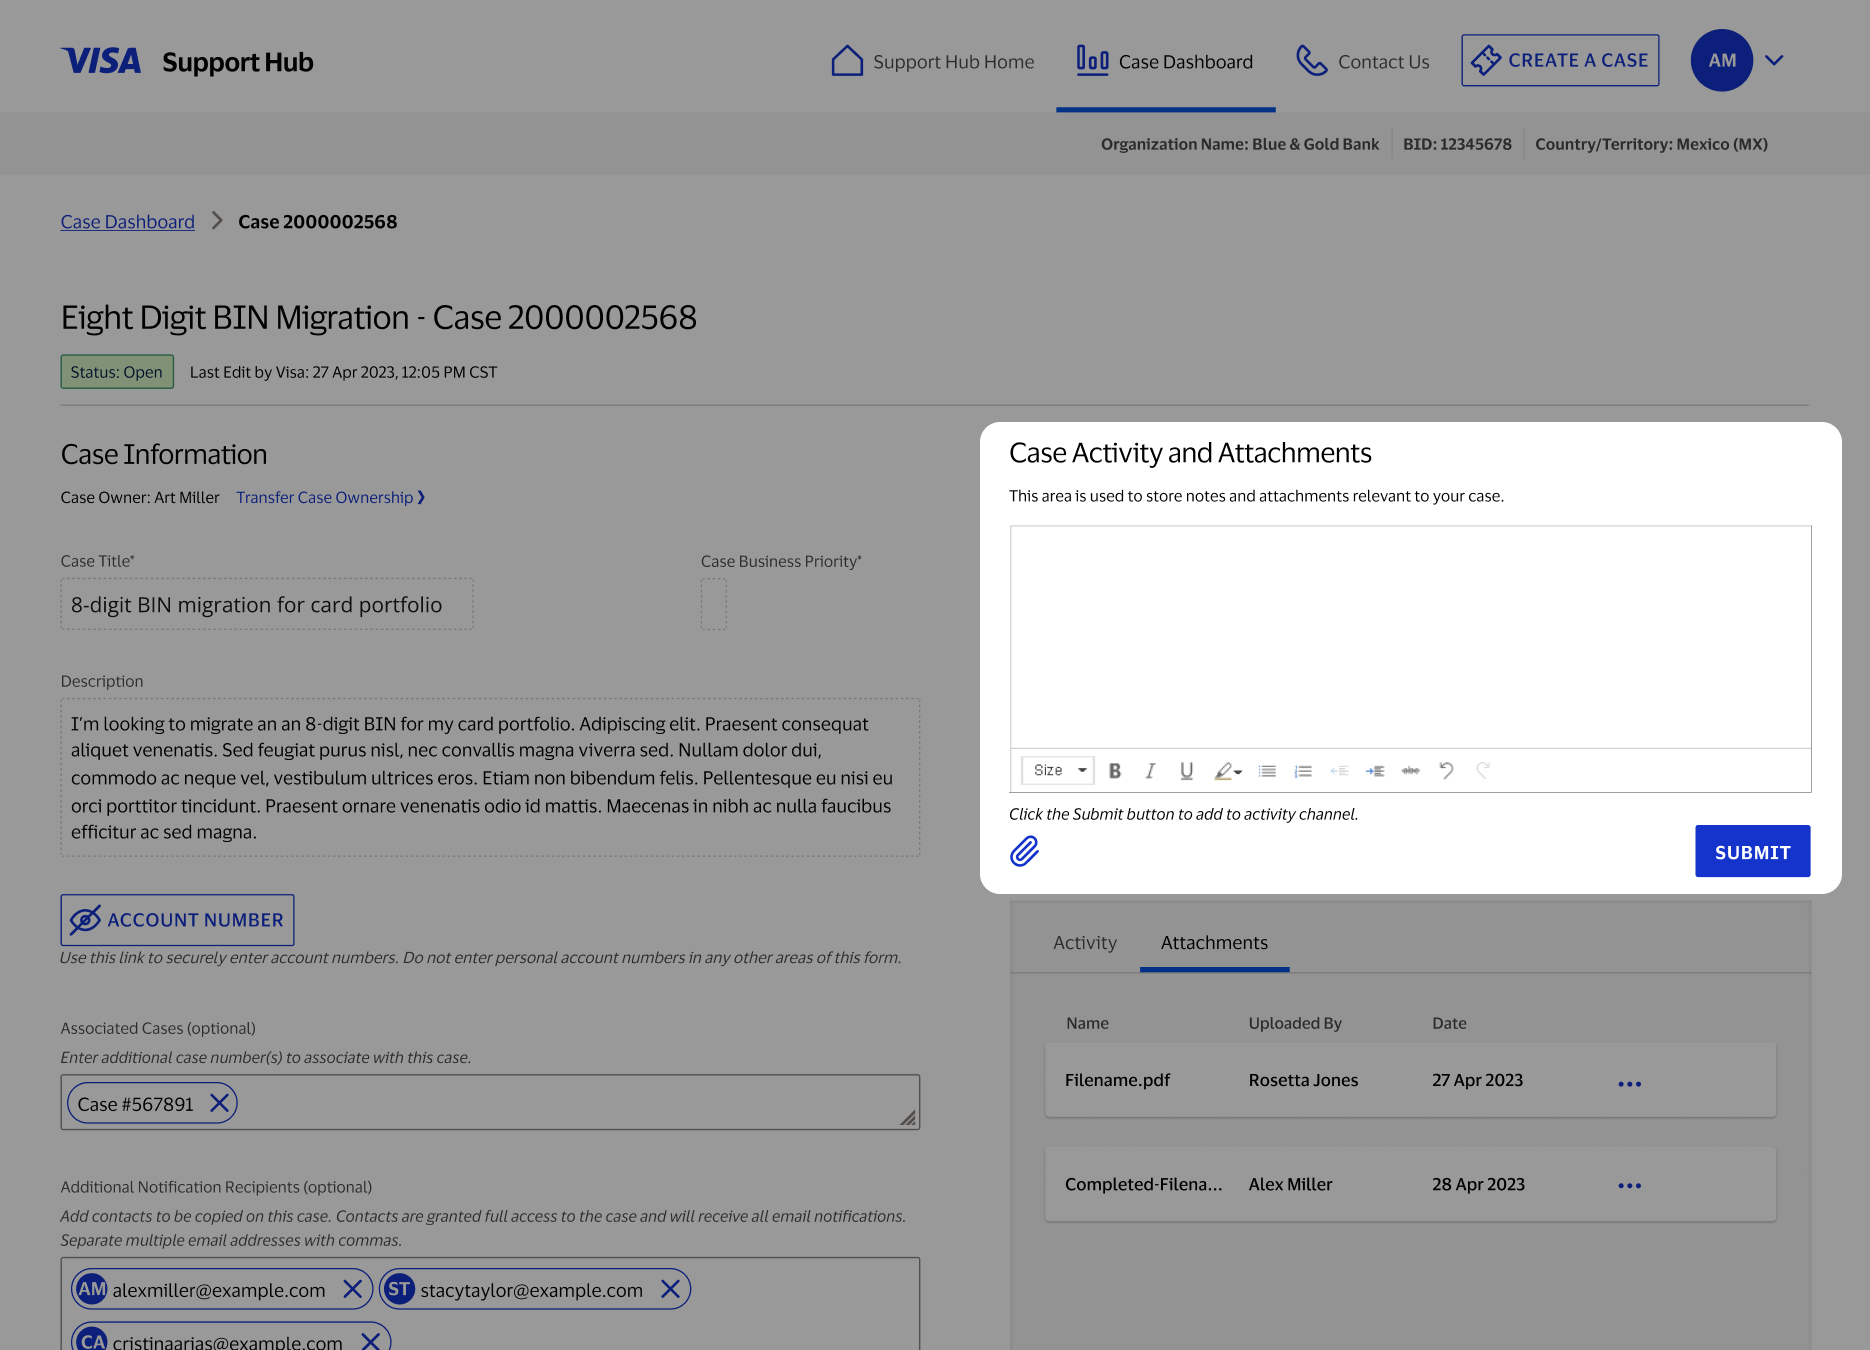 VISA Support Hub
Support Hub Home
Case Dashboard
Contact Us
CREATE A CASE
AM
Organization Name: Blue & Gold Bank
BID: 12345678
Country/Territory: Mexico (MX)
Case Dashboard
Case 2000002568
Eight Digit BIN Migration - Case 2000002568
Status: Open
Last Edit by Visa: 27 Apr 2023, 12:05 PM CST
Case Information
Case Owner: Art Miller
Transfer Case Ownership ❯
Case Title*
Case Business Priority*
8-digit BIN migration for card portfolio
Description
I'm looking to migrate an an 8-digit BIN for my card portfolio. Adipiscing elit. Praesent consequat
aliquet venenatis. Sed feugiat purus nisl, nec convallis magna viverra sed. Nullam dolor dui,
commodo ac neque vel, vestibulum ultrices eros. Etiam non bibendum felis. Pellentesque eu nisi eu
orci porttitor tincidunt. Praesent ornare venenatis odio id mattis. Maecenas in nibh ac nulla faucibus
efficitur ac sed magna.
ACCOUNT NUMBER
Use this link to securely enter account numbers. Do not enter personal account numbers in any other areas of this form.
Associated Cases (optional)
Enter additional case number(s) to associate with this case.
Case #567891
Additional Notification Recipients (optional)
Add contacts to be copied on this case. Contacts are granted full access to the case and will receive all email notifications.
Separate multiple email addresses with commas.
AM alexmiller@example.com
ST stacytaylor@example.com
CA cristinaarias@example.com
Case Activity and Attachments
This area is used to store notes and attachments relevant to your case.
Size
B I U
abc
Click the Submit button to add to activity channel.
SUBMIT
Activity
Attachments
Name Uploaded By Date
Filename.pdf Rosetta Jones 27 Apr 2023
Completed-Filena... Alex Miller 28 Apr 2023